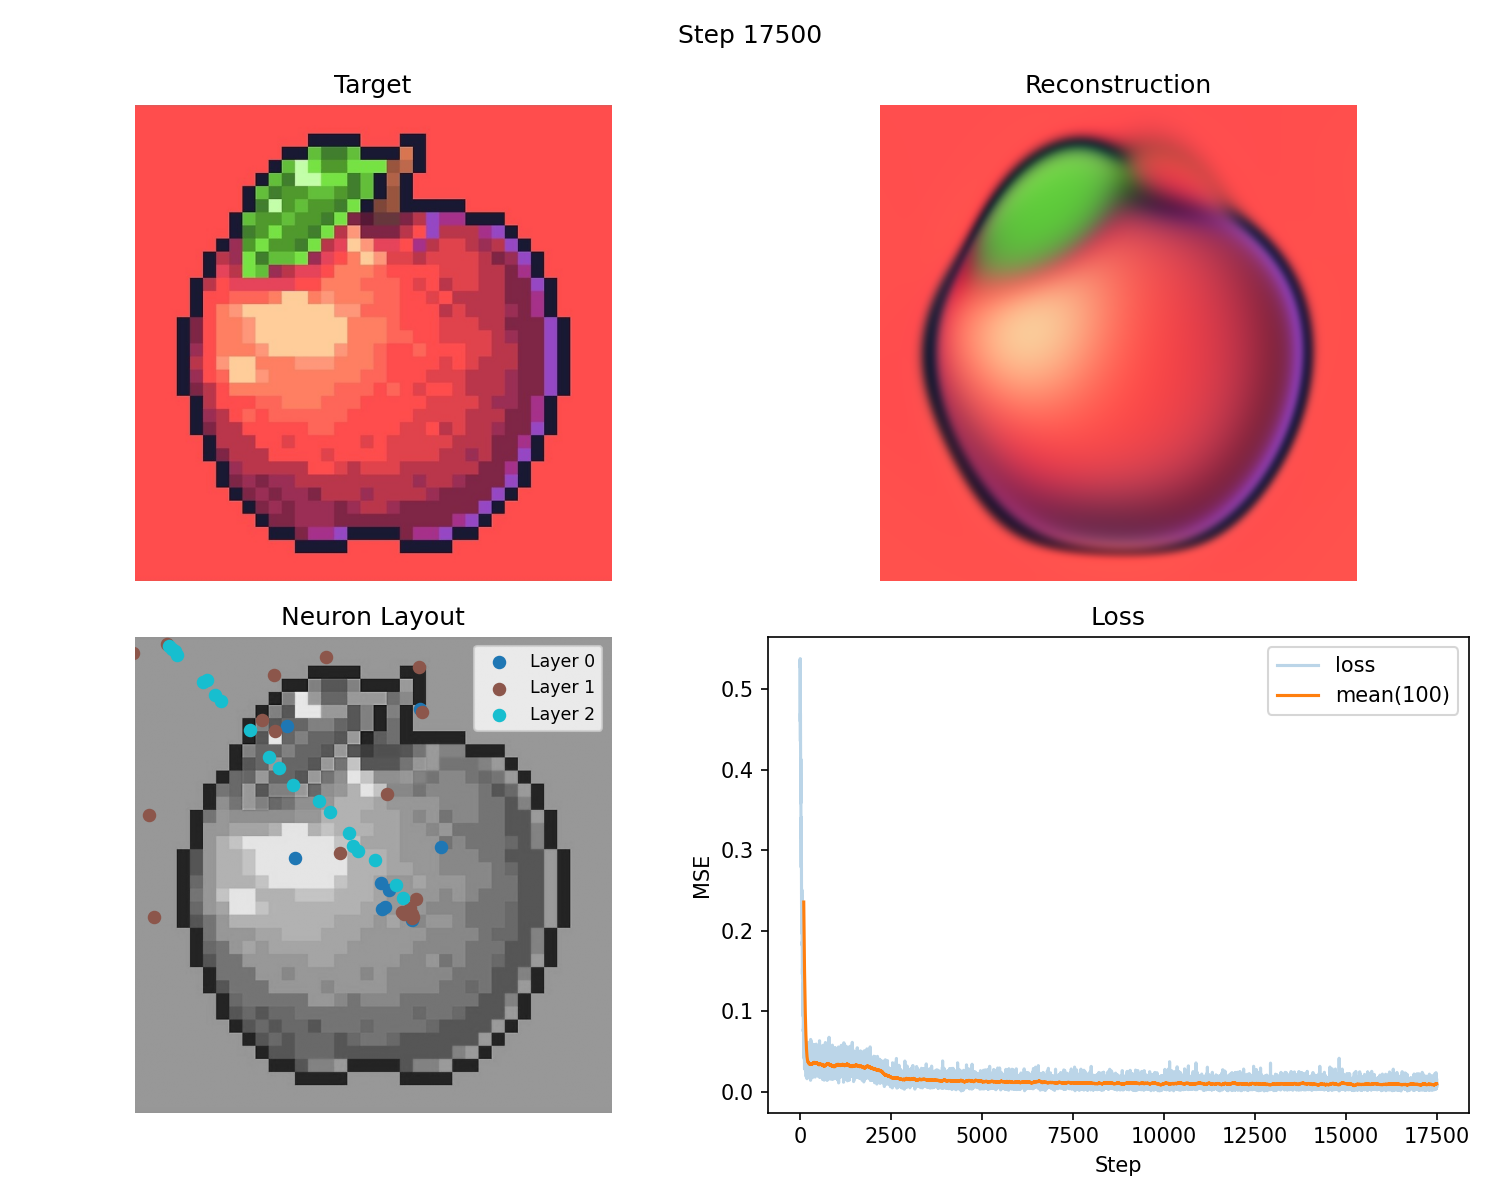 Step 17500
Target
Reconstruction
Neuron Layout
Layer 0
Layer 1
Layer 2
Loss
loss
mean(100)
0.5
0.4
0.3
0.2
0.1
0.0
MSE
0 2500 5000 7500 10000 12500 15000 17500
Step